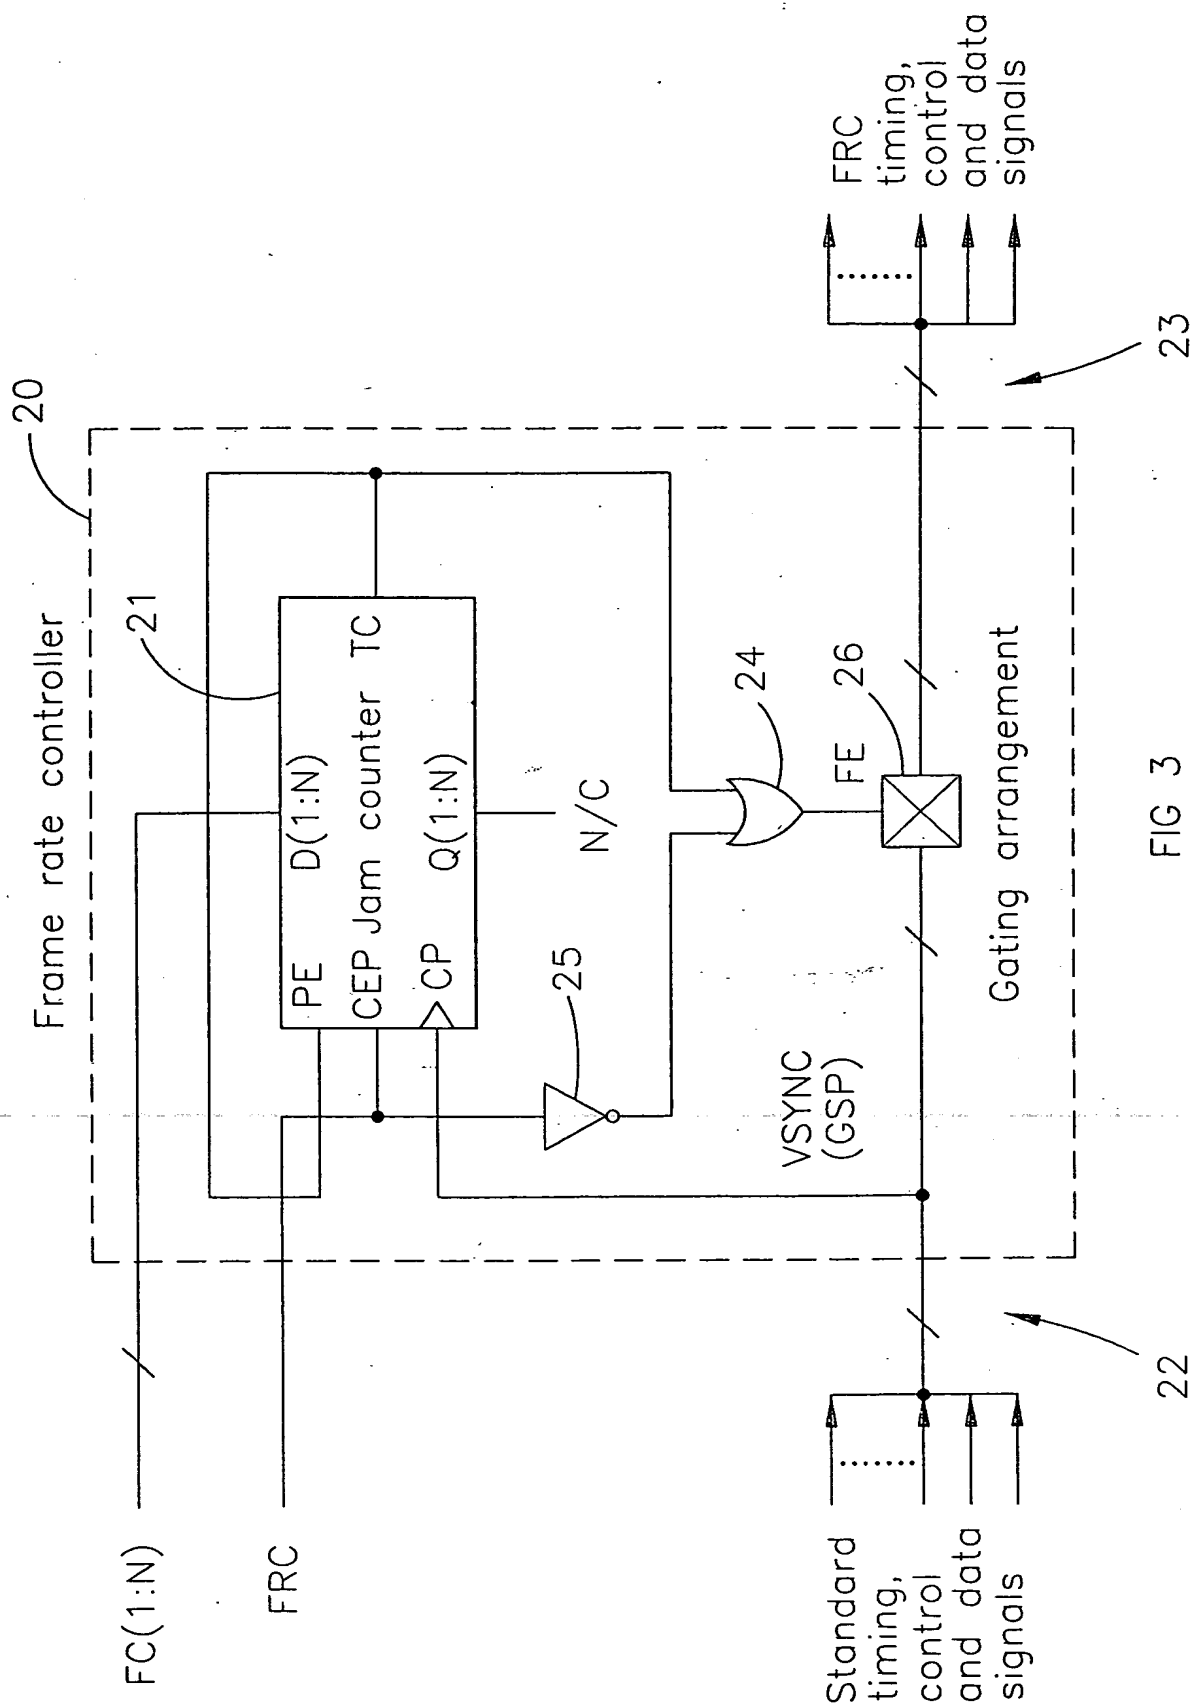 Frame rate controller
20
FC(1:N)
FRC
21
PE
D(1:N)
CEP Jam counter TC
CP
Q(1:N)
N/C
25
24
VSYNC
(GSP)
FE
26
Gating arrangement
Standard
timing,
control
and data
signals
22
FRC
timing,
control
and data
signals
23
FIG 3